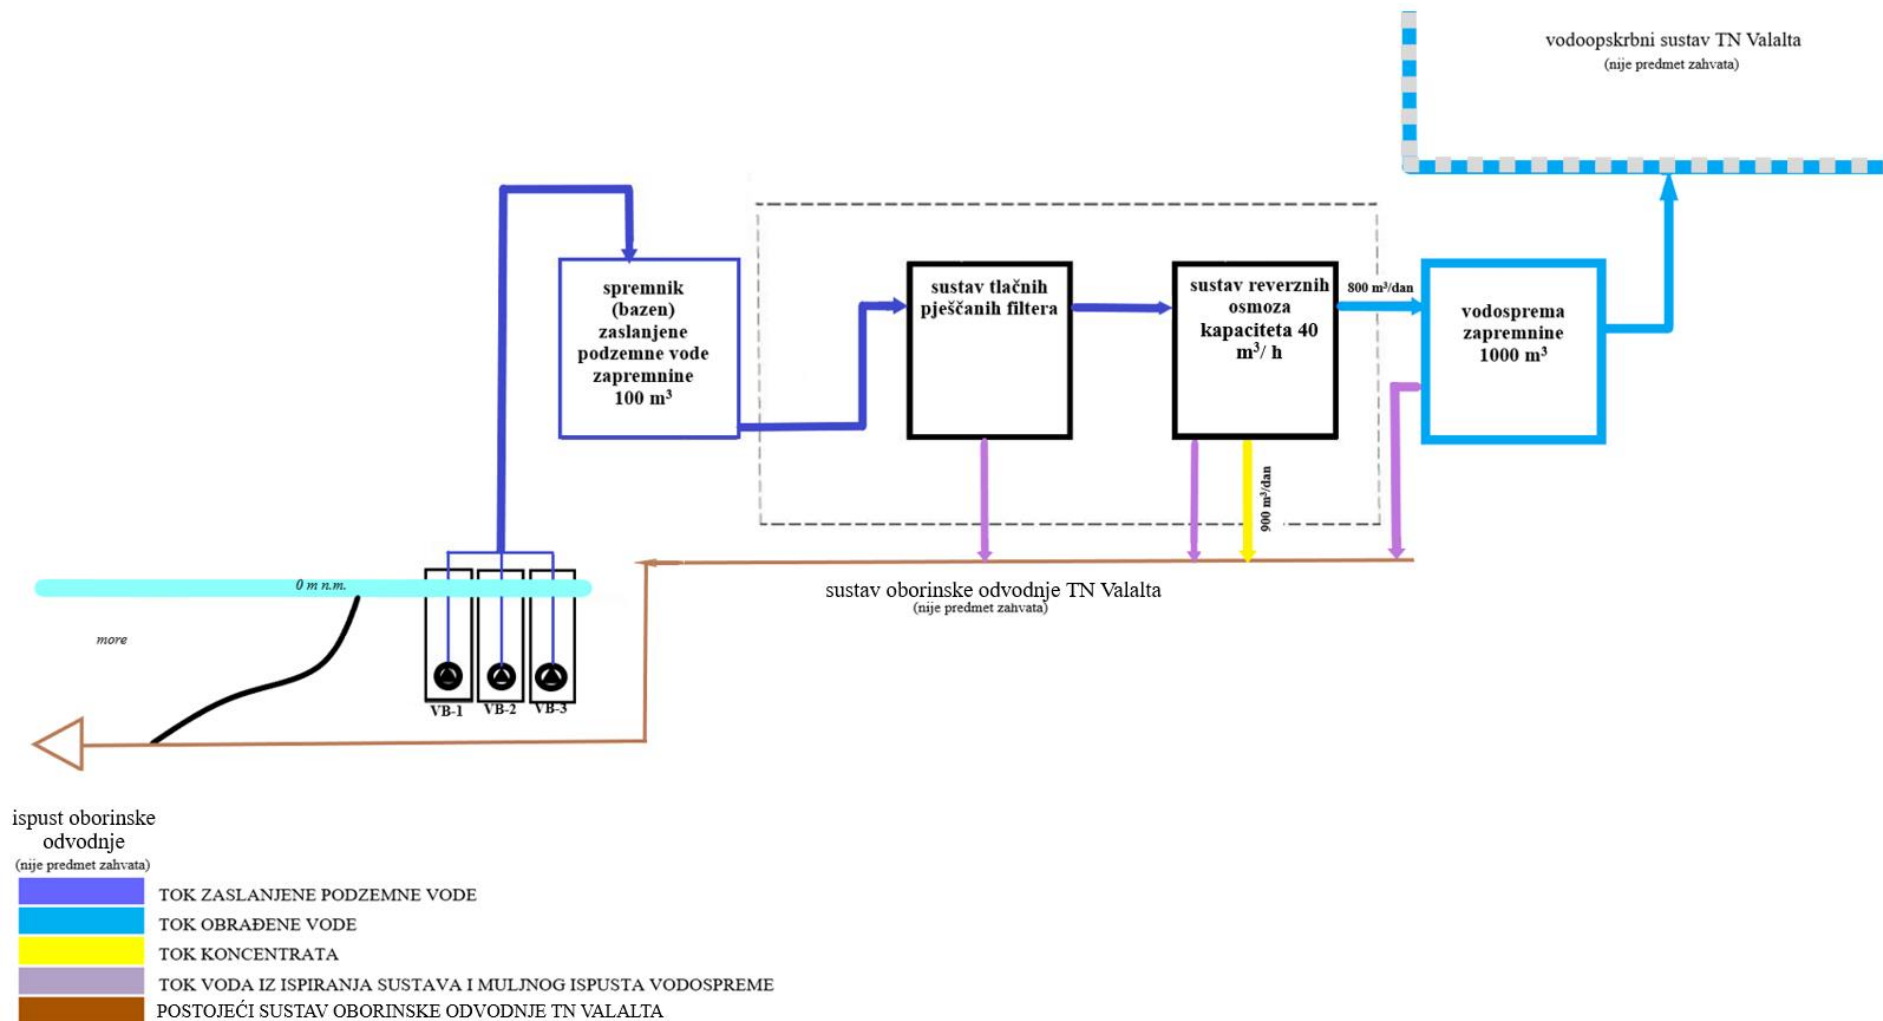 vodoopskrbni sustav TN Valalta
(nije predmet zahvata)
spremnik
(bazen)
zaslanjene
podzemne vode
zapremnine
100 m³
sustav tlačnih
pješčanih filtera
sustav reverznih
osmoza
kapaciteta 40
m³/ h
800 m³/dan
vodosprema
zapremnine
1000 m³
900 m³/dan
0 m n.m.
more
VB-1
VB-2
VB-3
sustav oborinske odvodnje TN Valalta
(nije predmet zahvata)
ispust oborinske
odvodnje
(nije predmet zahvata)
TOK ZASLANJENE PODZEMNE VODE
TOK OBRAĐENE VODE
TOK KONCENTRATA
TOK VODA IZ ISPIRANJA SUSTAVA I MULJNOG ISPUSTA VODOSPREME
POSTOJEĆI SUSTAV OBORINSKE ODVODNJE TN VALALTA